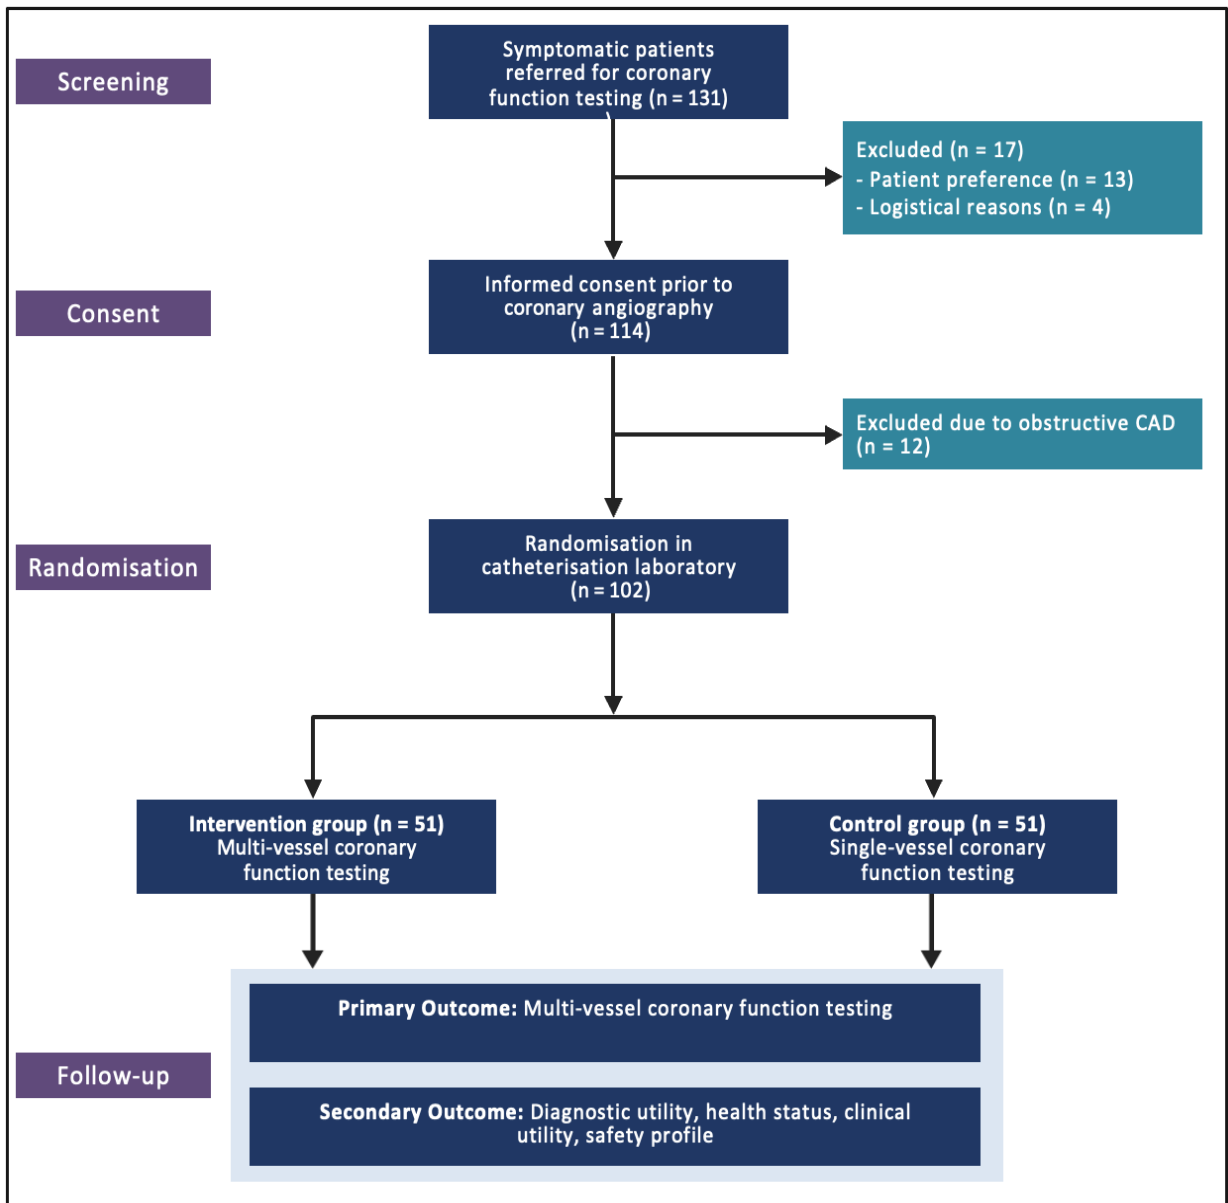 Screening
Symptomatic patients
referred for coronary
function testing (n = 131)
Excluded (n = 17)
- Patient preference (n = 13)
- Logistical reasons (n = 4)
Consent
Informed consent prior to
coronary angiography
(n = 114)
Excluded due to obstructive CAD
(n = 12)
Randomisation
Randomisation in
catheterisation laboratory
(n = 102)
Intervention group (n = 51)
Multi-vessel coronary
function testing
Control group (n = 51)
Single-vessel coronary
function testing
Follow-up
Primary Outcome: Multi-vessel coronary function testing
Secondary Outcome: Diagnostic utility, health status, clinical
utility, safety profile